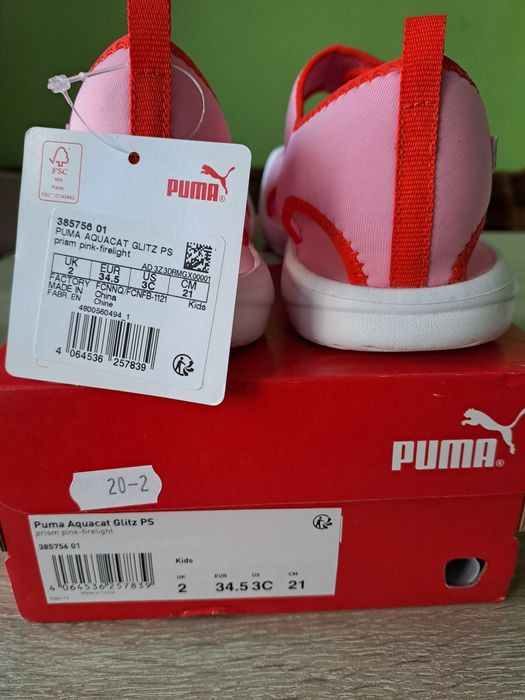 FSC
MIX
Paper
FSC® C143882
PUMA®
385756 01
PUMA AQUACAT GLITZ PS
prism pink-firelight
AD 3Z3DRMGX00001
UK EUR US CM
2 34.5 3C 21
FACTORY FCNNQ/FCNFB-1121 Kids
MADE IN China
FABR. EN Chine
4800560494 1
4 064536 257839
PUMA®
20-2
Puma Aquacat Glitz PS
prism pink-firelight
385756 01
Kids
4 064536 257839
UK EUR US CM
2 34.5 3C 21
Made in China